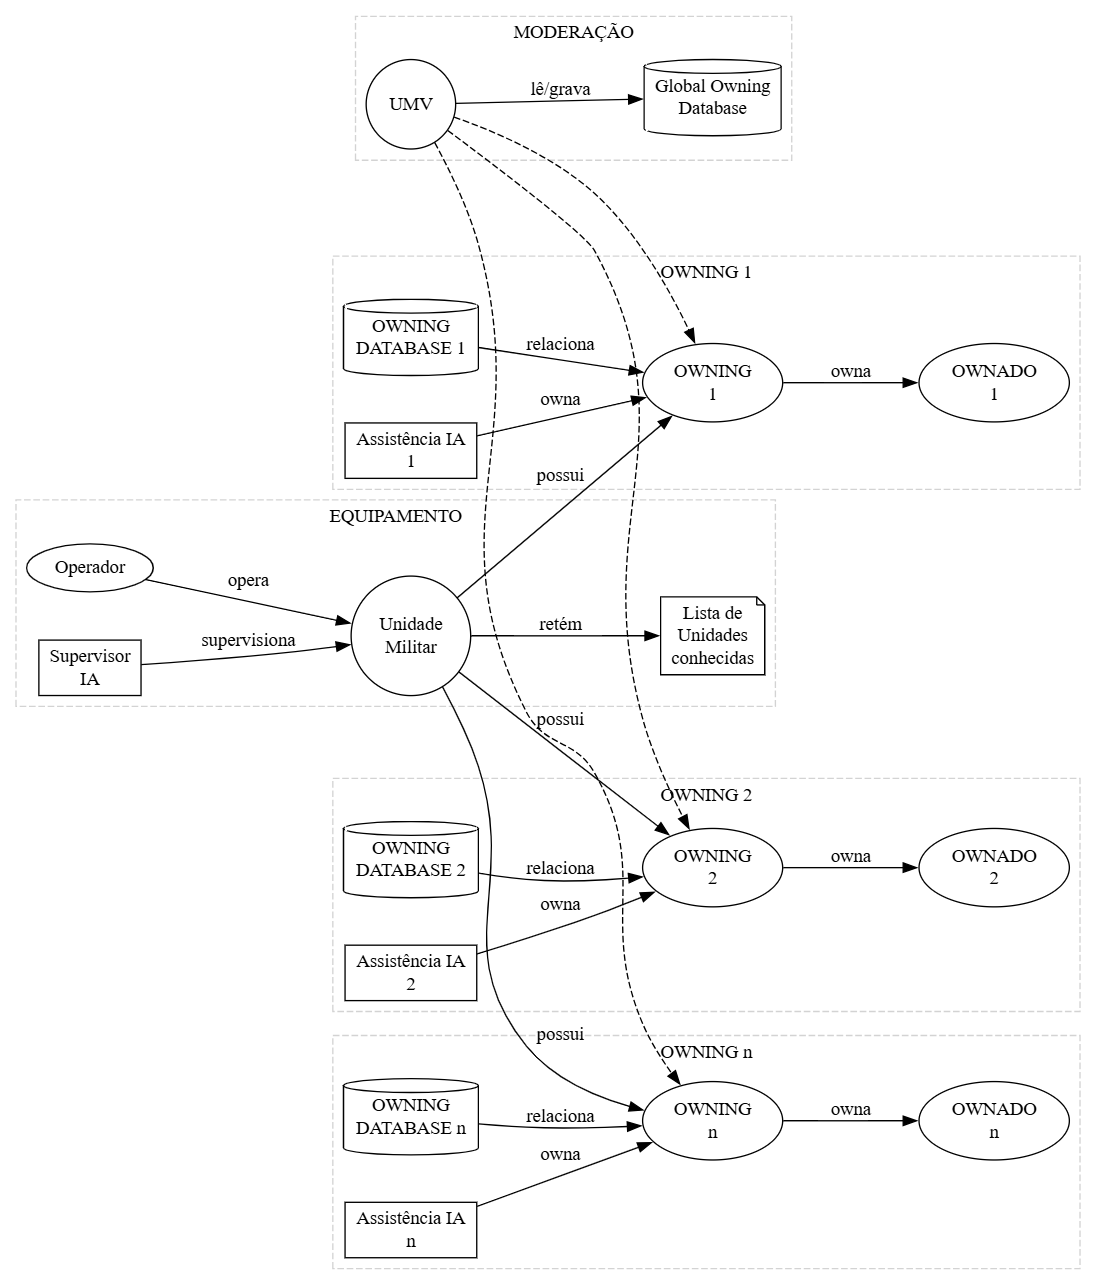 MODERAÇÃO
UMV
lê/grava
Global Owning
Database
OWNING 1
OWNING
DATABASE 1
relaciona
OWNING
1
owna
OWNADO
1
owna
Assistência IA
1
possui
EQUIPAMENTO
Operador
opera
Unidade
Militar
retém
Lista de
Unidades
conhecidas
Supervisor
IA
supervisiona
possui
OWNING 2
OWNING
DATABASE 2
relaciona
OWNING
2
owna
OWNADO
2
owna
Assistência IA
2
possui
OWNING n
OWNING
DATABASE n
relaciona
OWNING
n
owna
OWNADO
n
owna
Assistência IA
n